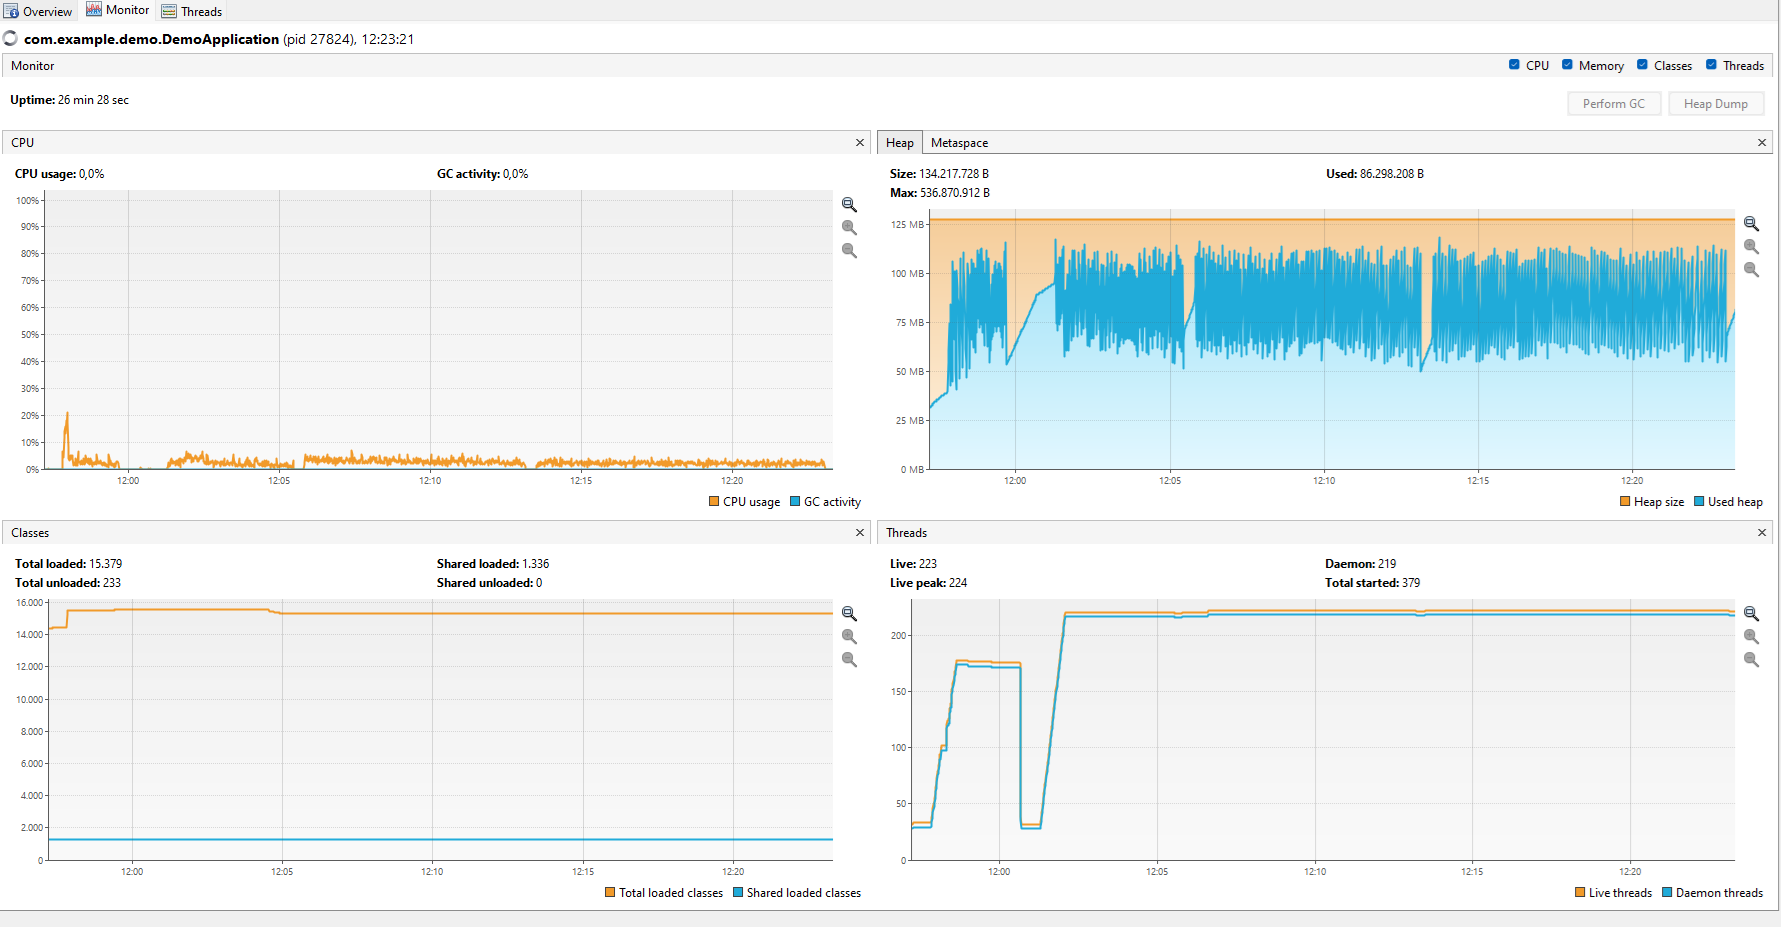 Overview Monitor Threads
com.example.demo.DemoApplication (pid 27824), 12:23:21
Monitor CPU Memory Classes Threads
Uptime: 26 min 28 sec
Perform GC Heap Dump
CPU
CPU usage: 0,0% GC activity: 0,0%
100%
90%
80%
70%
60%
50%
40%
30%
20%
10%
0%
12:00 12:05 12:10 12:15 12:20
CPU usage GC activity
Heap Metaspace
Size: 134.217.728 B Used: 86.298.208 B
Max: 536.870.912 B
125 MB
100 MB
75 MB
50 MB
25 MB
0 MB
12:00 12:05 12:10 12:15 12:20
Heap size Used heap
Classes
Total loaded: 15.379 Shared loaded: 1.336
Total unloaded: 233 Shared unloaded: 0
16.000
14.000
12.000
10.000
8.000
6.000
4.000
2.000
0
12:00 12:05 12:10 12:15 12:20
Total loaded classes Shared loaded classes
Threads
Live: 223 Daemon: 219
Live peak: 224 Total started: 379
200
150
100
50
0
12:00 12:05 12:10 12:15 12:20
Live threads Daemon threads